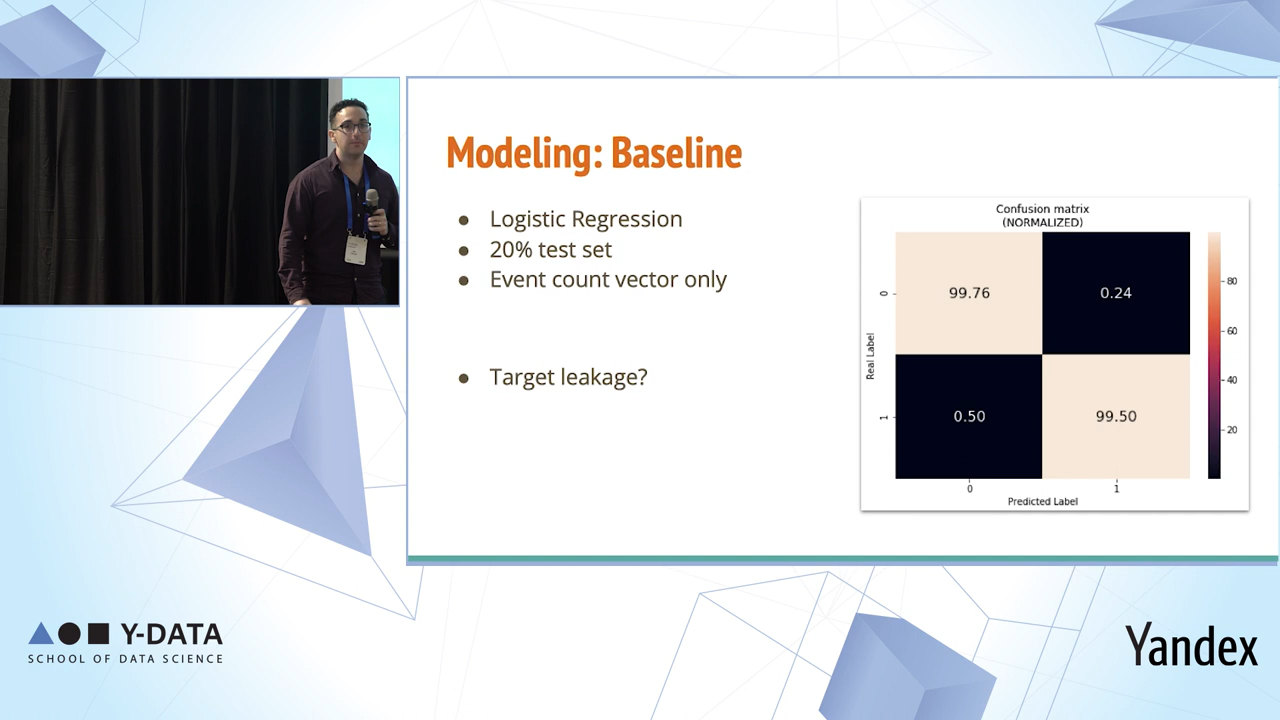 Modeling: Baseline
● Logistic Regression
● 20% test set
● Event count vector only
● Target leakage?
Confusion matrix
(NORMALIZED)
Real Label
0
99.76
0.24
1
0.50
99.50
0
1
Predicted Label
80
60
40
20
Y-DATA
SCHOOL OF DATA SCIENCE
Yandex